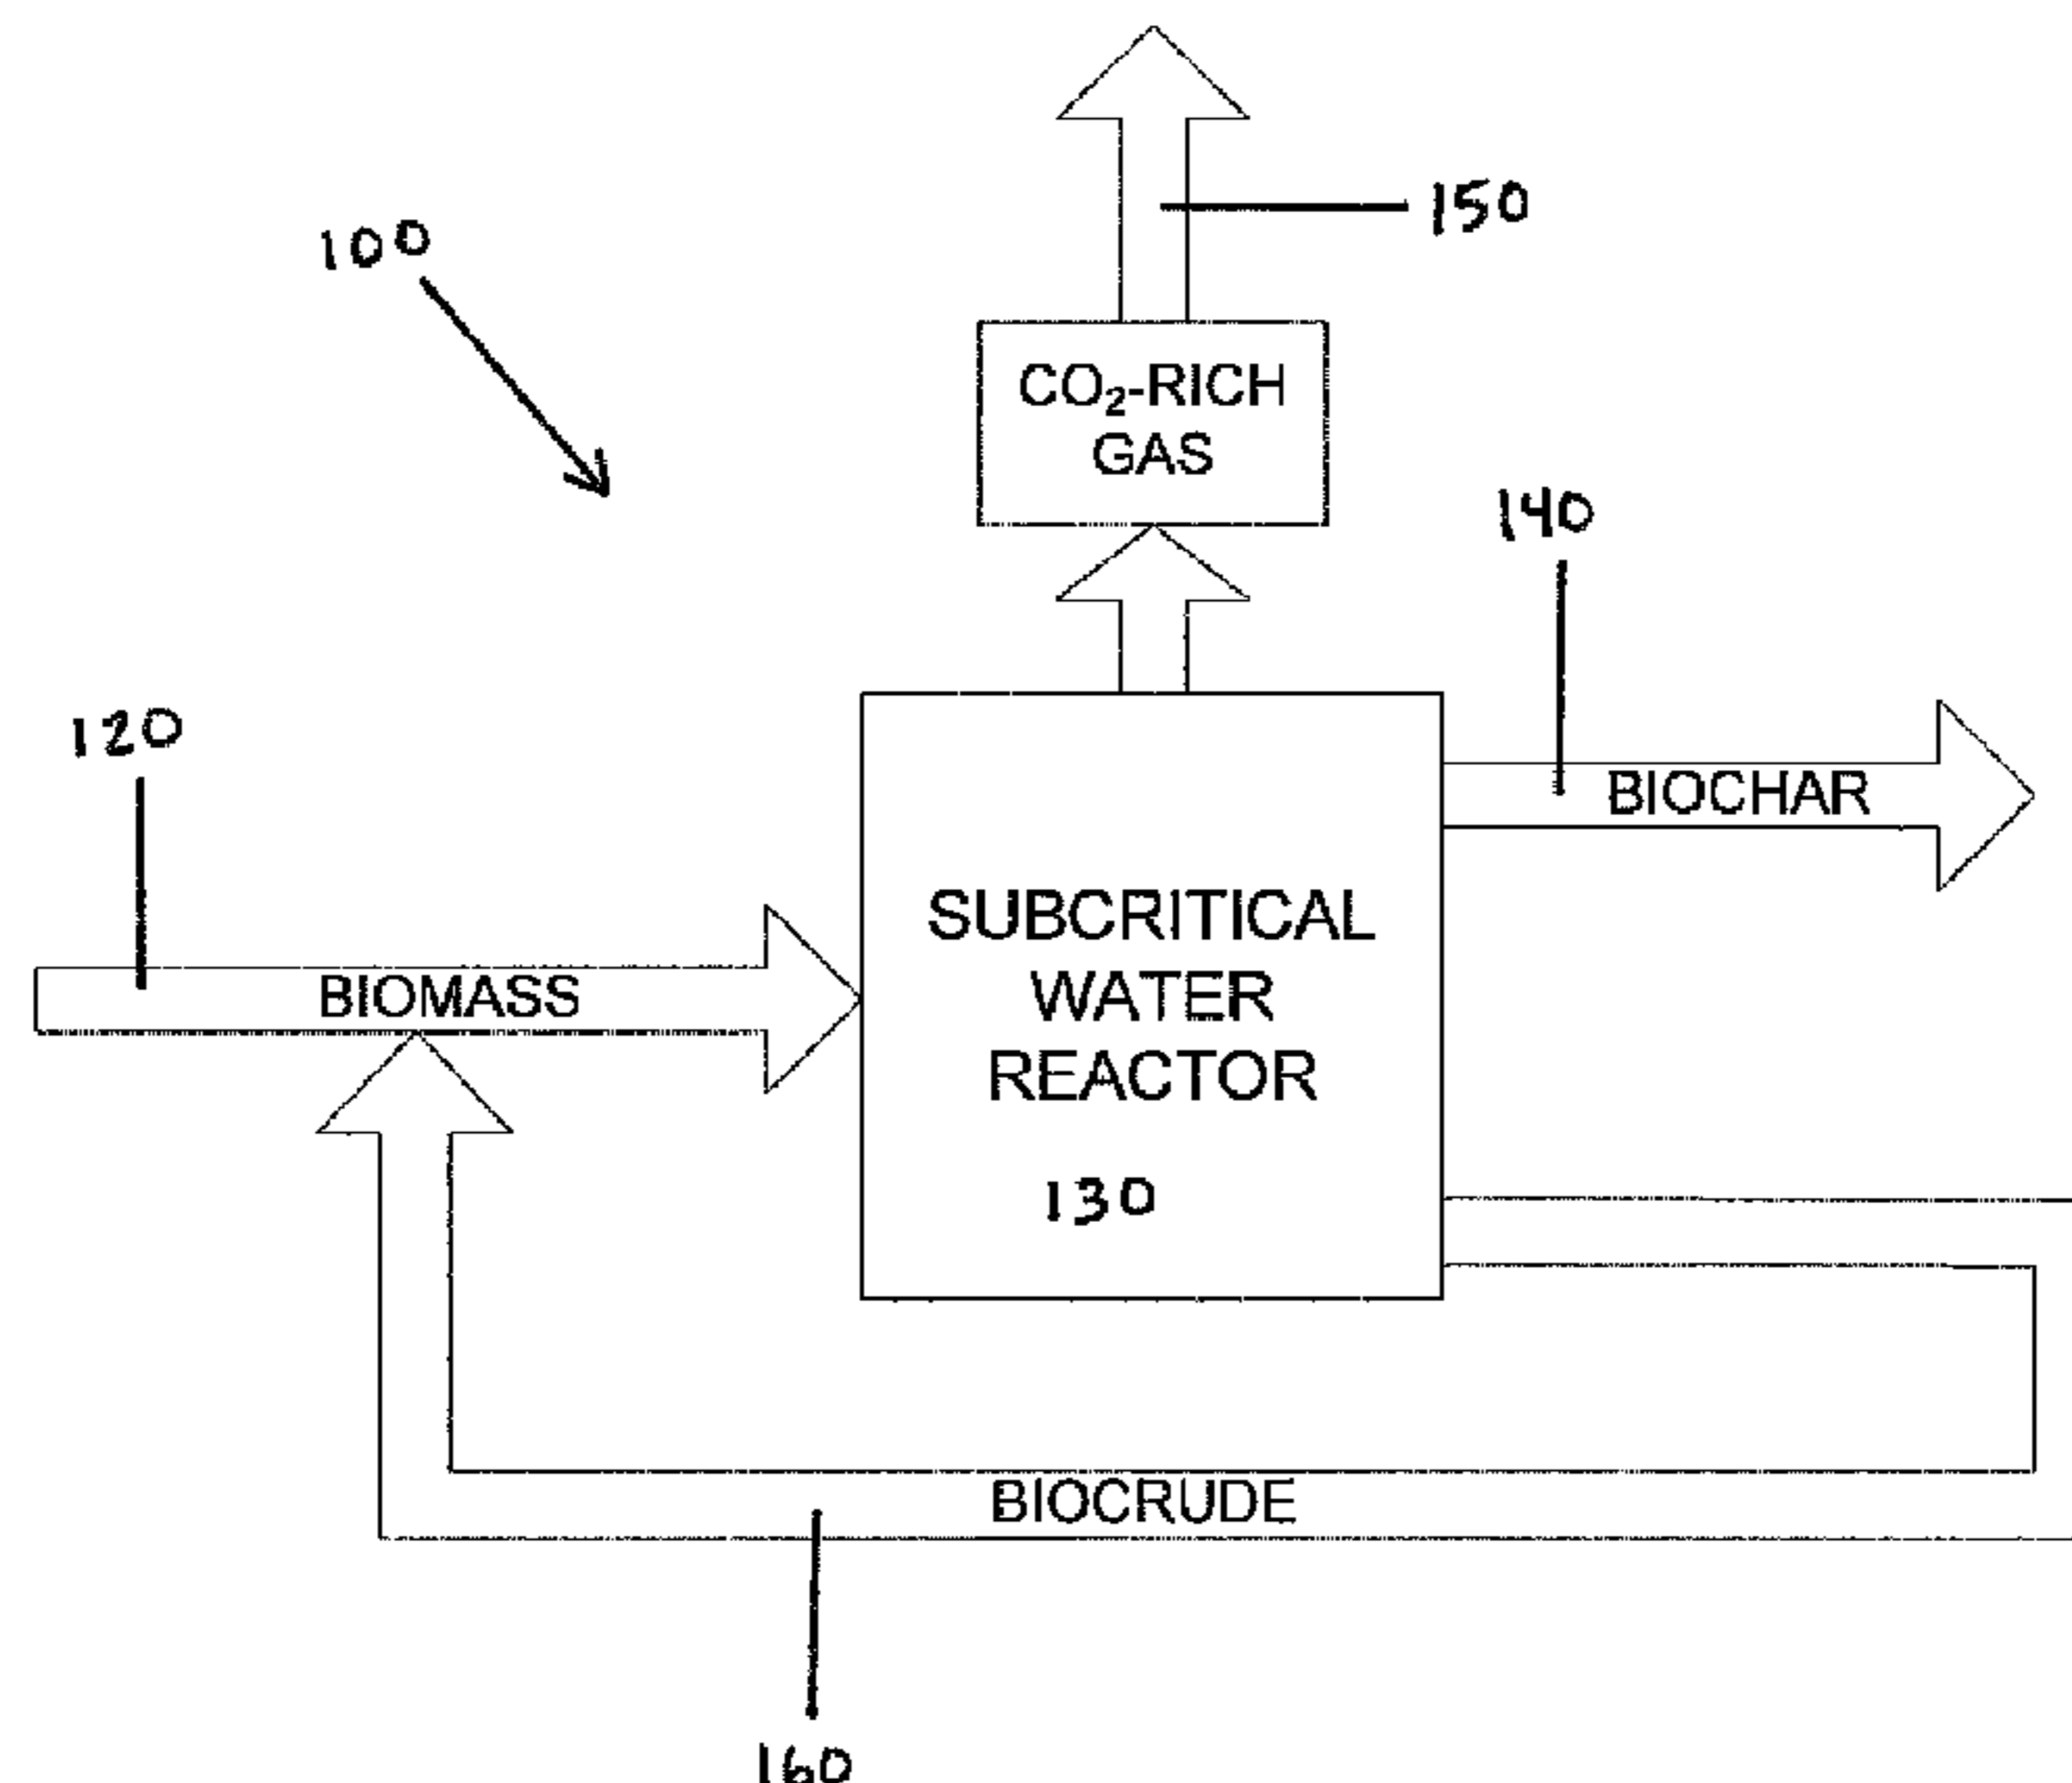 150
100
CO₂-RICH
GAS
140
120
BIOCHAR
SUBCRITICAL
WATER
REACTOR
130
BIOMASS
BIOCRUDE
160